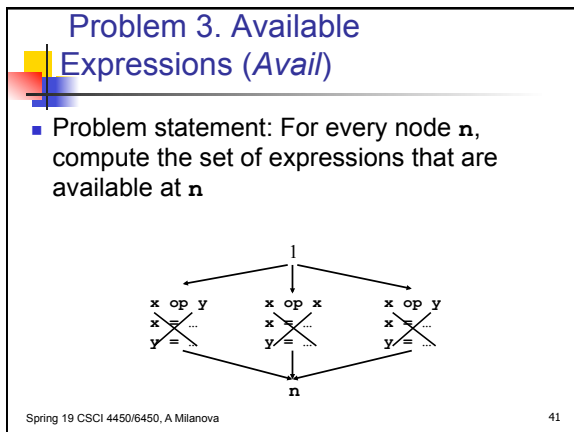 Problem 3. Available
Expressions (Avail)
Problem statement: For every node n,
compute the set of expressions that are
available at n
1
x op y x op x x op y
x = … x = … x = …
y = … y = … y = …
n
Spring 19 CSCI 4450/6450, A Milanova 41